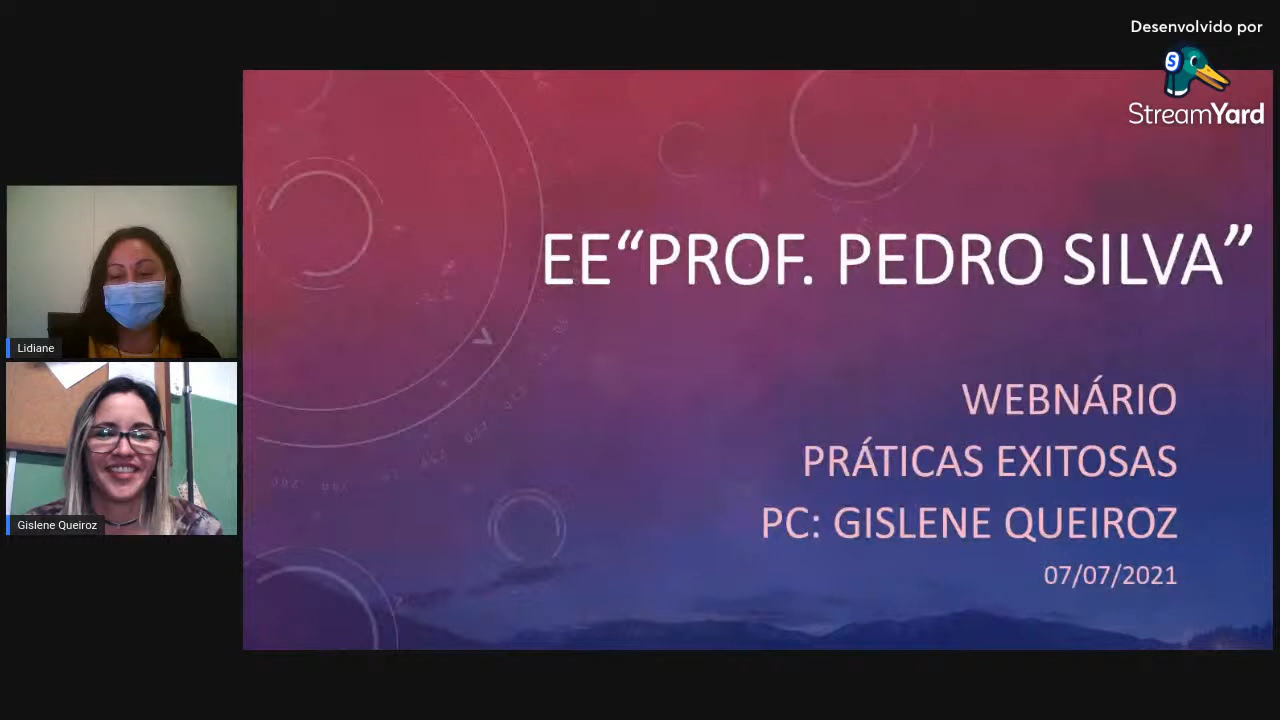 Desenvolvido por
StreamYard
EE“PROF. PEDRO SILVA”
WEBNÁRIO
PRÁTICAS EXITOSAS
PC: GISLENE QUEIROZ
07/07/2021
Lidiane
Gislene Queiroz